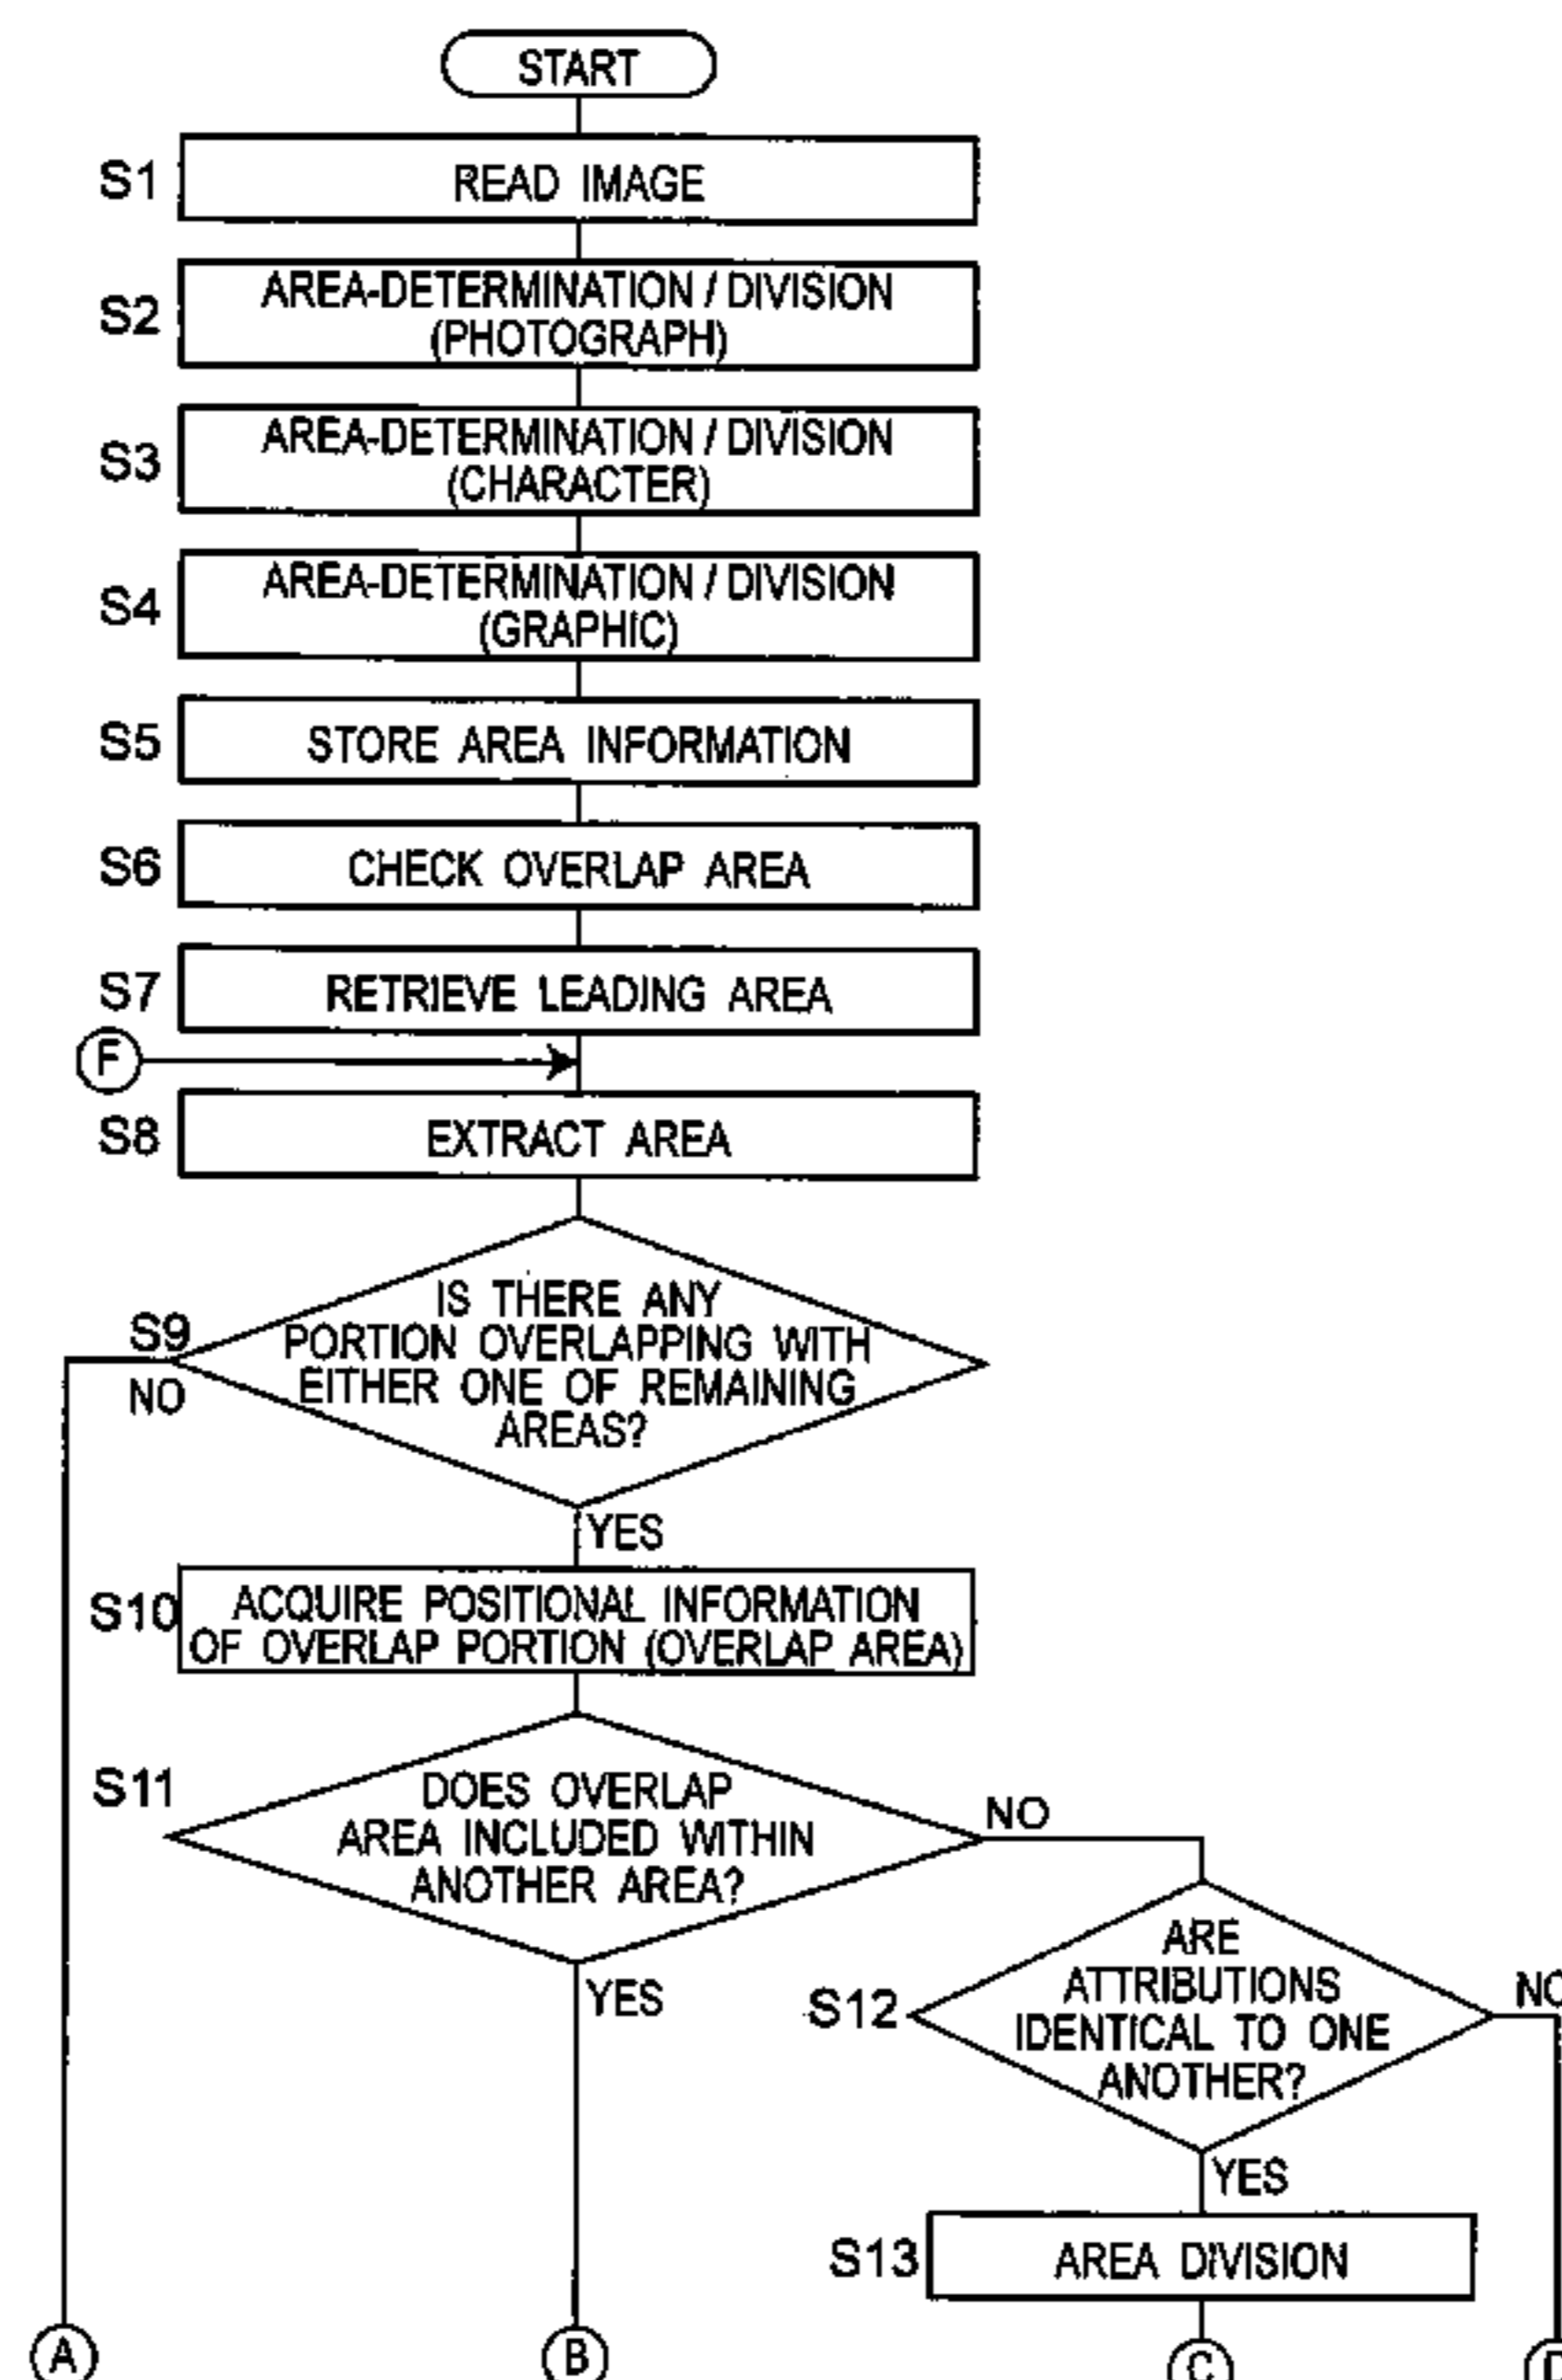 START
S1
READ IMAGE
S2
AREA-DETERMINATION / DIVISION
(PHOTOGRAPH)
S3
AREA-DETERMINATION / DIVISION
(CHARACTER)
S4
AREA-DETERMINATION / DIVISION
(GRAPHIC)
S5
STORE AREA INFORMATION
S6
CHECK OVERLAP AREA
S7
RETRIEVE LEADING AREA
F
S8
EXTRACT AREA
S9
IS THERE ANY
PORTION OVERLAPPING WITH
EITHER ONE OF REMAINING
AREAS?
NO
YES
S10
ACQUIRE POSITIONAL INFORMATION
OF OVERLAP PORTION (OVERLAP AREA)
S11
DOES OVERLAP
AREA INCLUDED WITHIN
ANOTHER AREA?
NO
YES
S12
ARE
ATTRIBUTIONS
IDENTICAL TO ONE
ANOTHER?
NO
YES
S13
AREA DIVISION
A
B
C